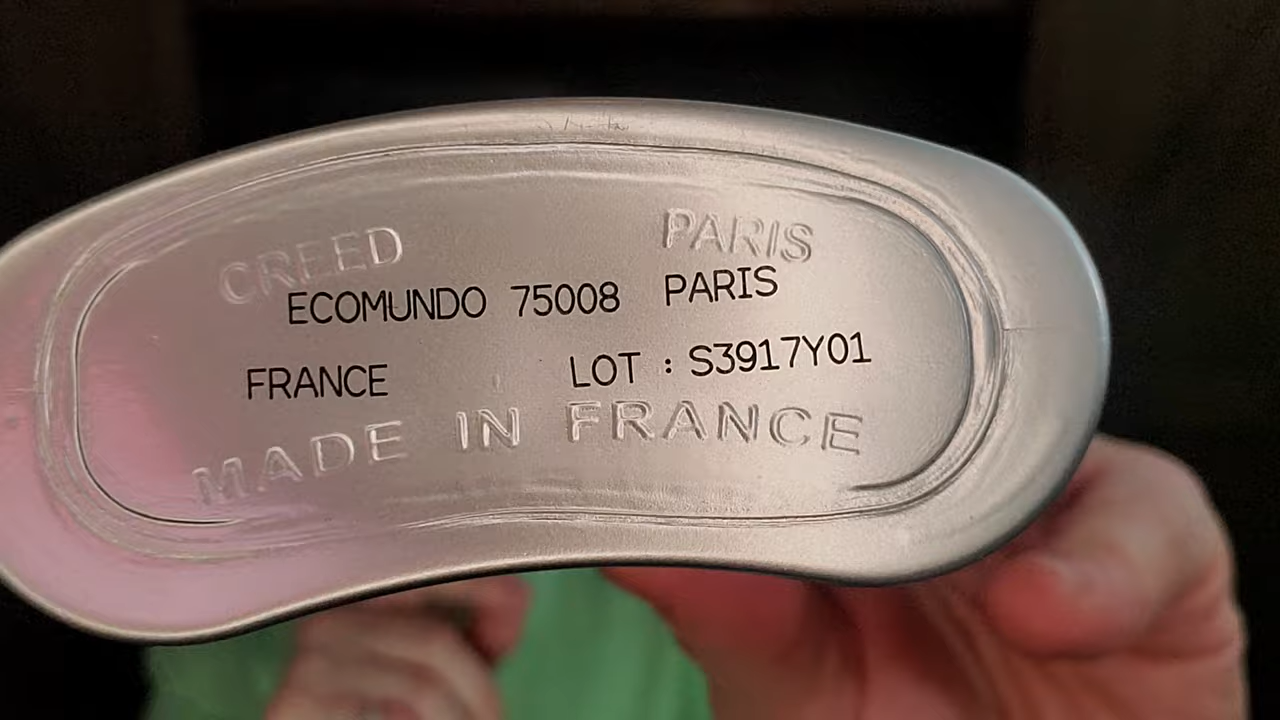 CREED PARIS
ECOMUNDO 75008 PARIS
FRANCE LOT : S3917Y01
MADE IN FRANCE